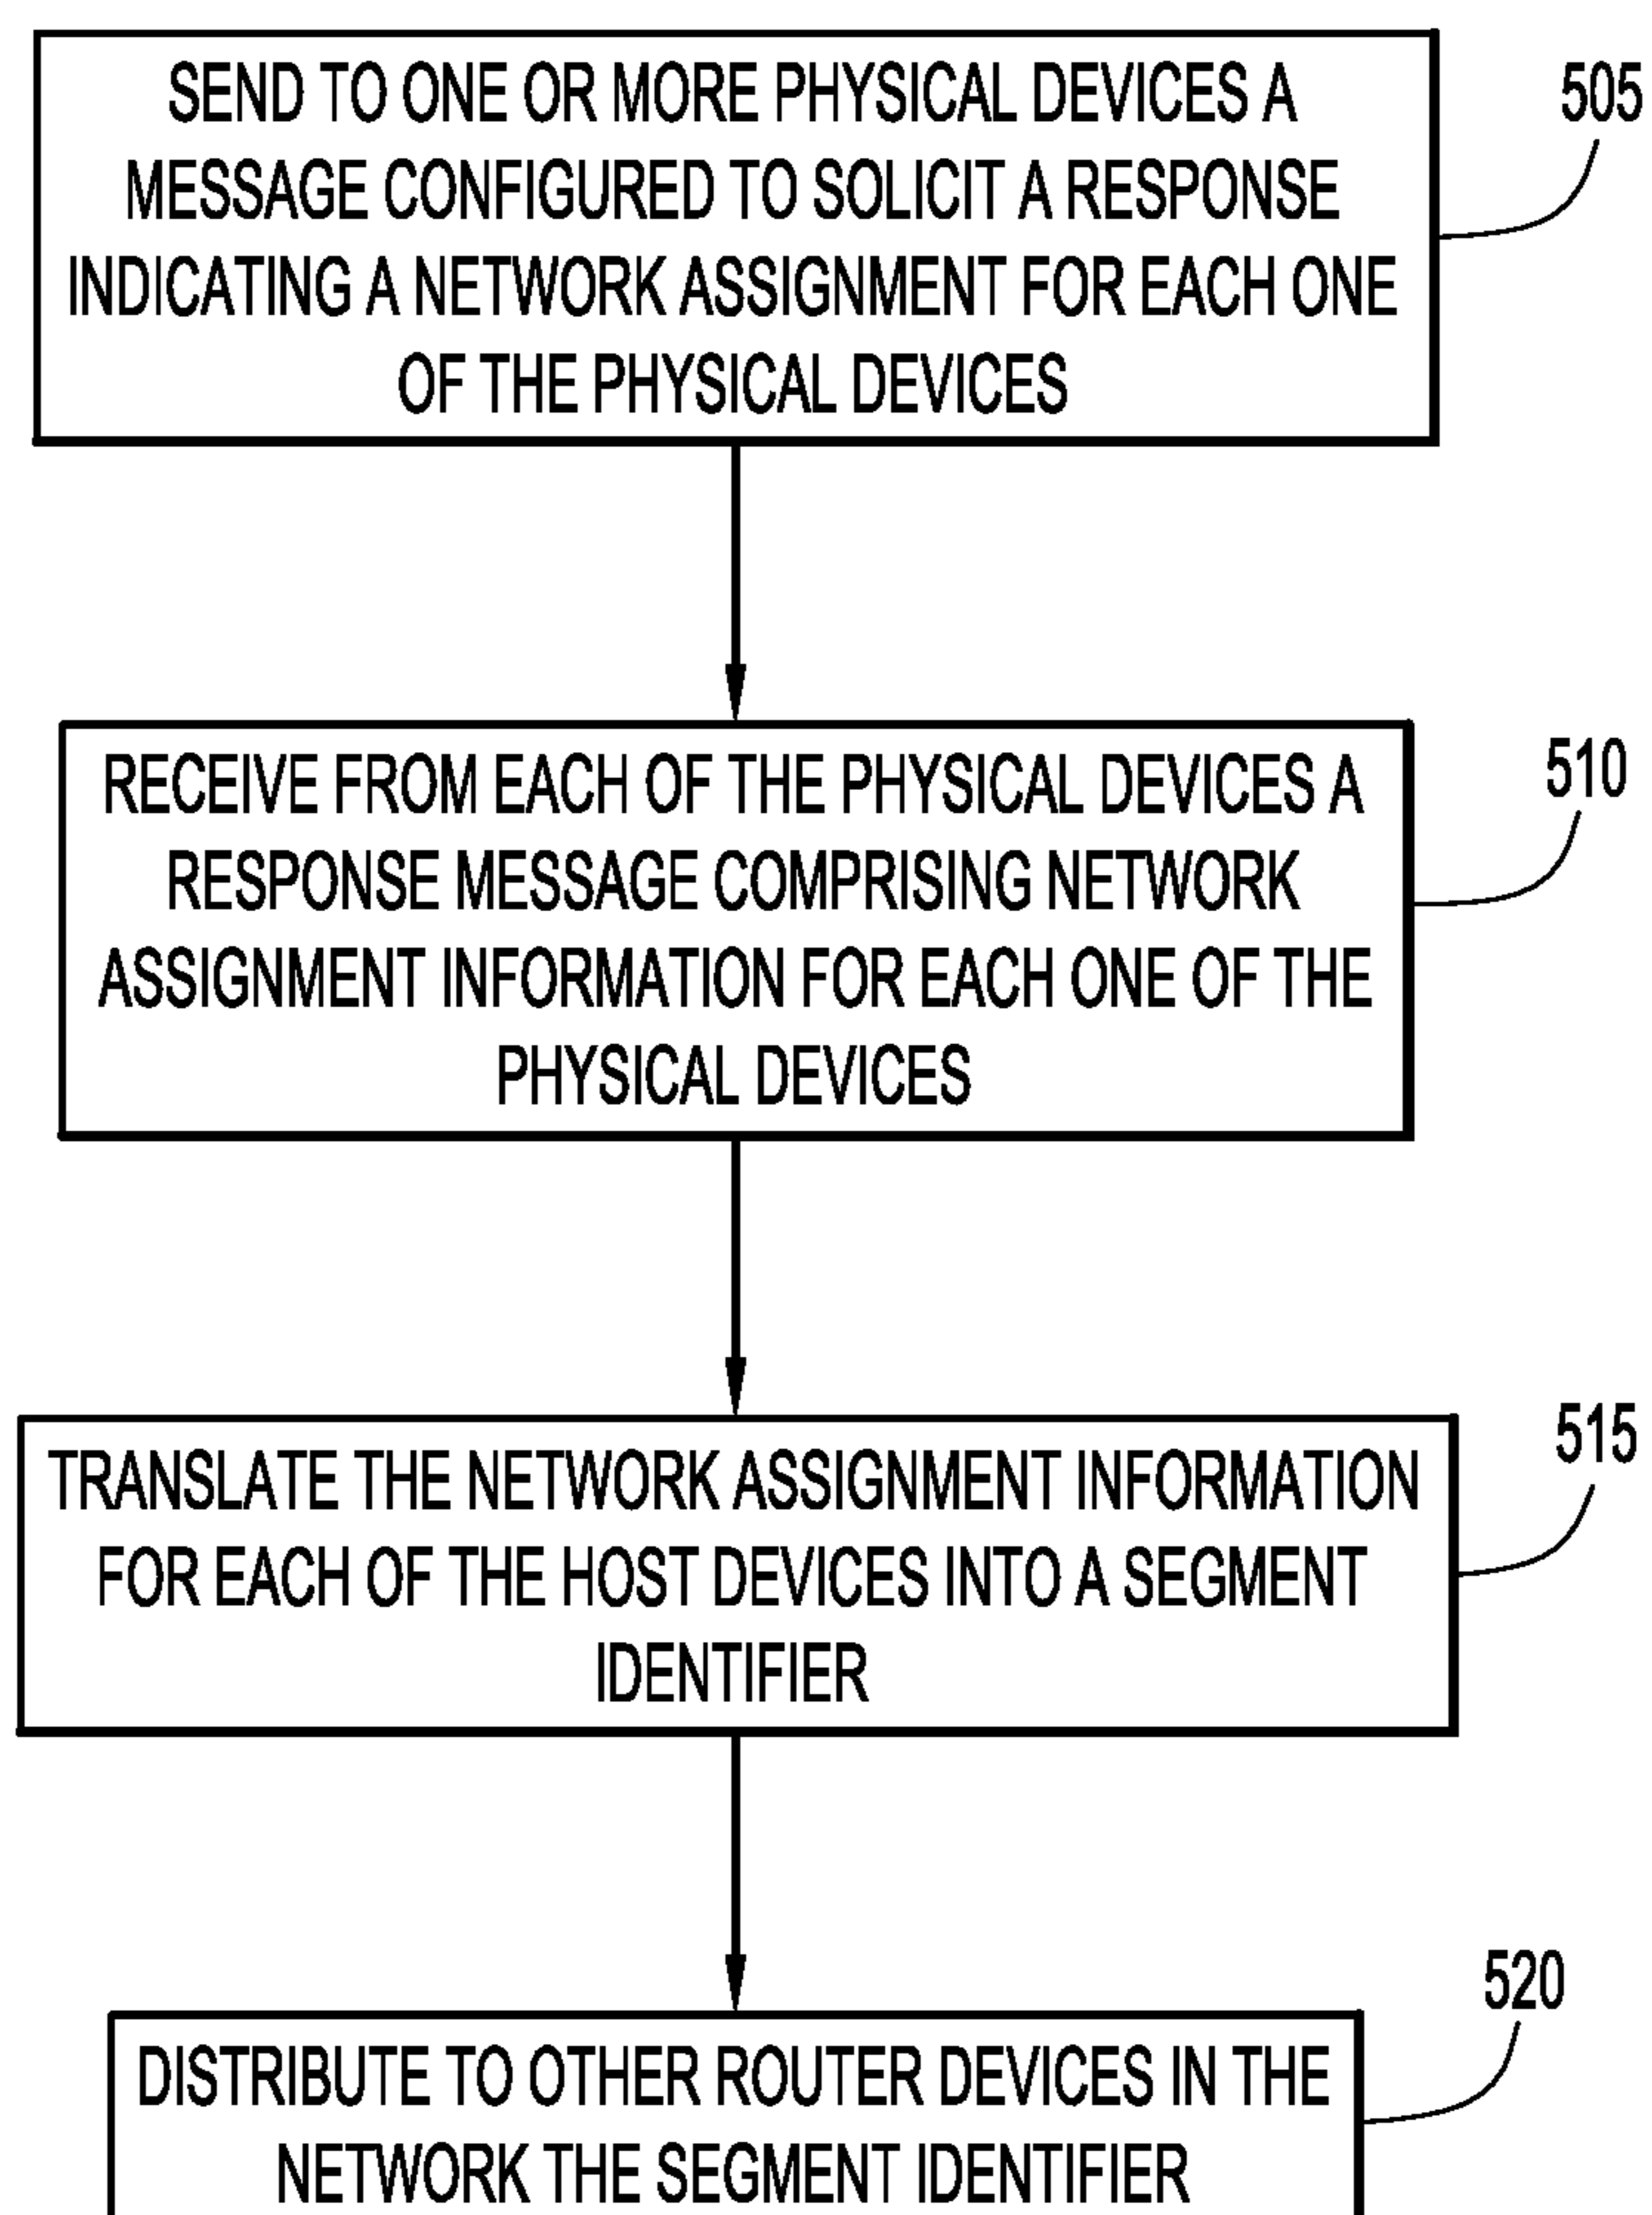 SEND TO ONE OR MORE PHYSICAL DEVICES A
MESSAGE CONFIGURED TO SOLICIT A RESPONSE
INDICATING A NETWORK ASSIGNMENT FOR EACH ONE
OF THE PHYSICAL DEVICES
505
RECEIVE FROM EACH OF THE PHYSICAL DEVICES A
RESPONSE MESSAGE COMPRISING NETWORK
ASSIGNMENT INFORMATION FOR EACH ONE OF THE
PHYSICAL DEVICES
510
TRANSLATE THE NETWORK ASSIGNMENT INFORMATION
FOR EACH OF THE HOST DEVICES INTO A SEGMENT
IDENTIFIER
515
DISTRIBUTE TO OTHER ROUTER DEVICES IN THE
NETWORK THE SEGMENT IDENTIFIER
520